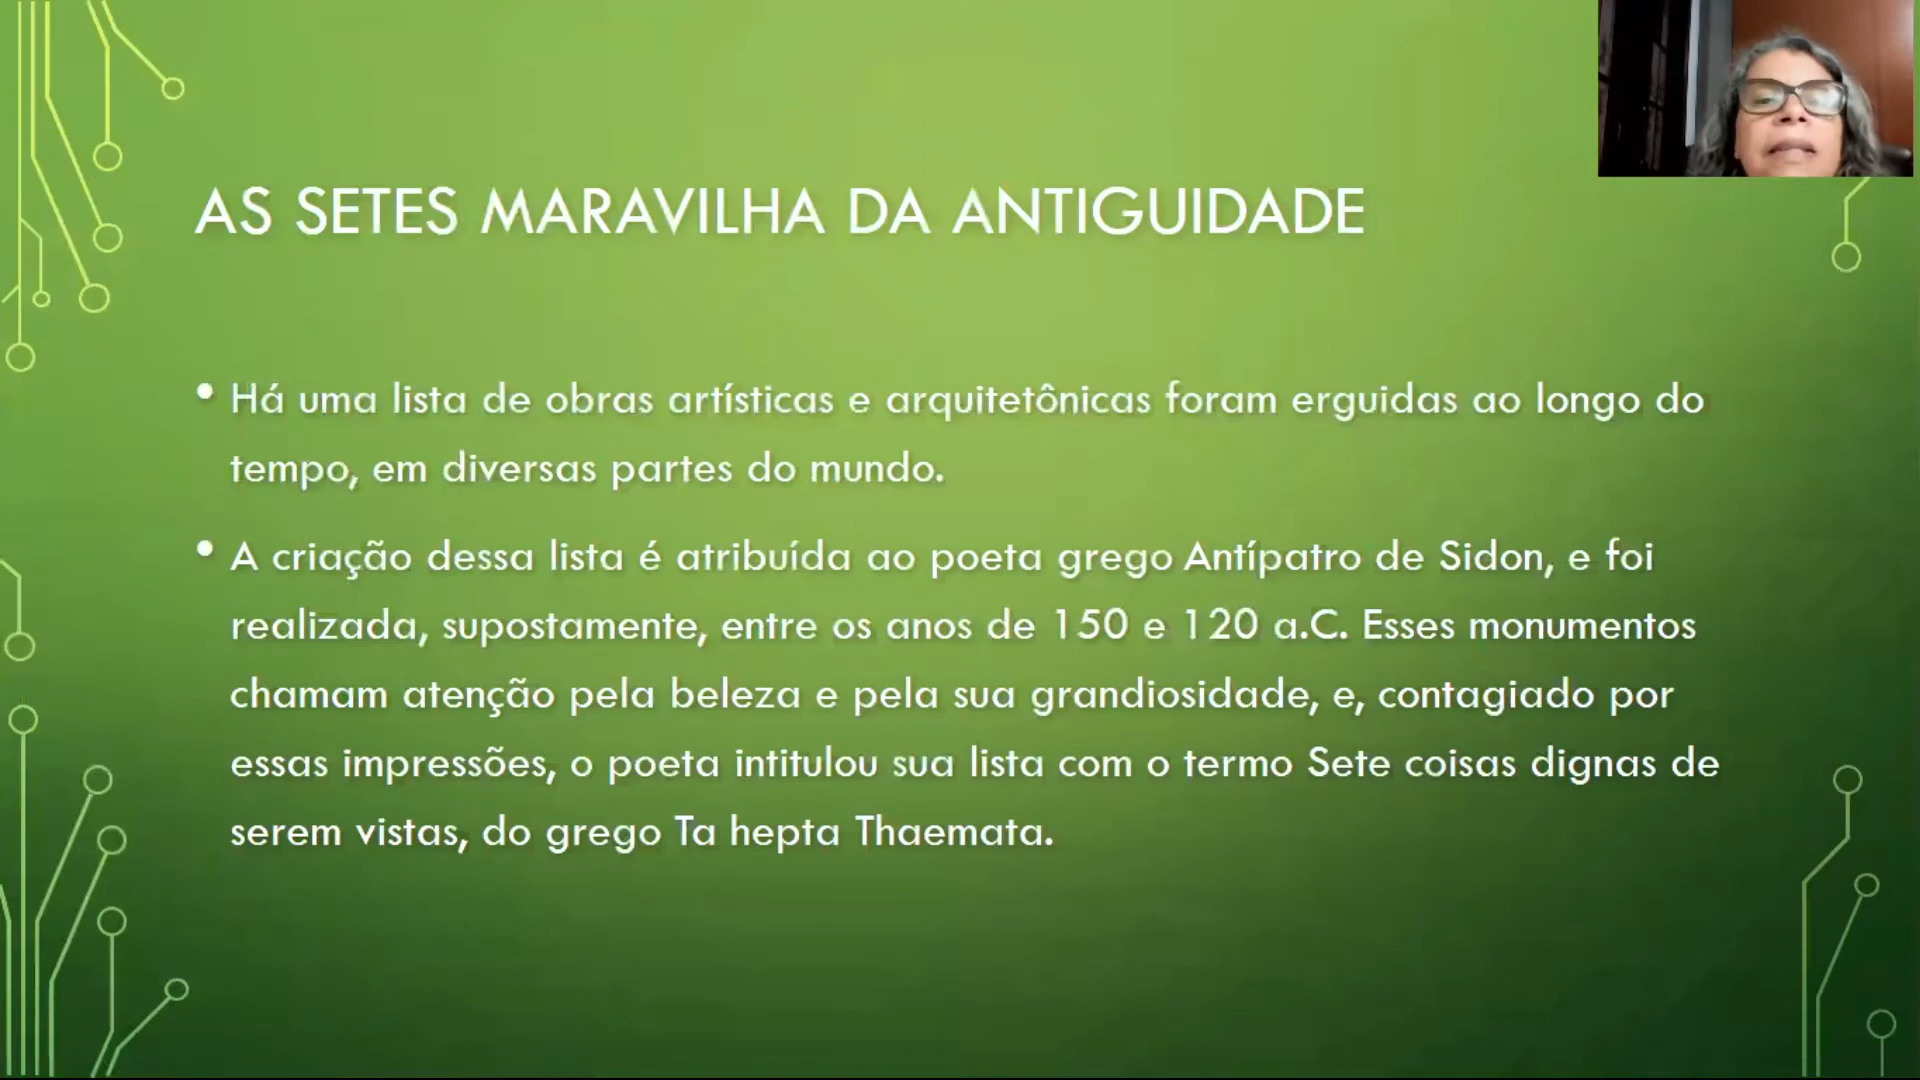 AS SETES MARAVILHA DA ANTIGUIDADE
• Há uma lista de obras artísticas e arquitetônicas foram erguidas ao longo do
tempo, em diversas partes do mundo.
• A criação dessa lista é atribuída ao poeta grego Antípatro de Sidon, e foi
realizada, supostamente, entre os anos de 150 e 120 a.C. Esses monumentos
chamam atenção pela beleza e pela sua grandiosidade, e, contagiado por
essas impressões, o poeta intitulou sua lista com o termo Sete coisas dignas de
serem vistas, do grego Ta hepta Thaemata.